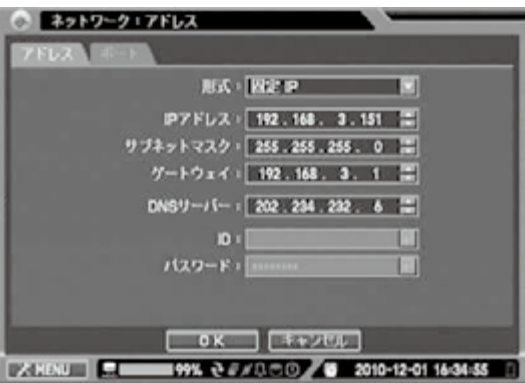 ネットワーク：アドレス
アドレス ポート
形式： 固定 IP
IPアドレス： 192 . 168 . 3 . 151
サブネットマスク： 255 . 255 . 255 . 0
ゲートウェイ： 192 . 168 . 3 . 1
DNSサーバー： 202 . 234 . 232 . 6
ID：
パスワード： ********
OK キャンセル
MENU 99% 2010-12-01 16:34:55